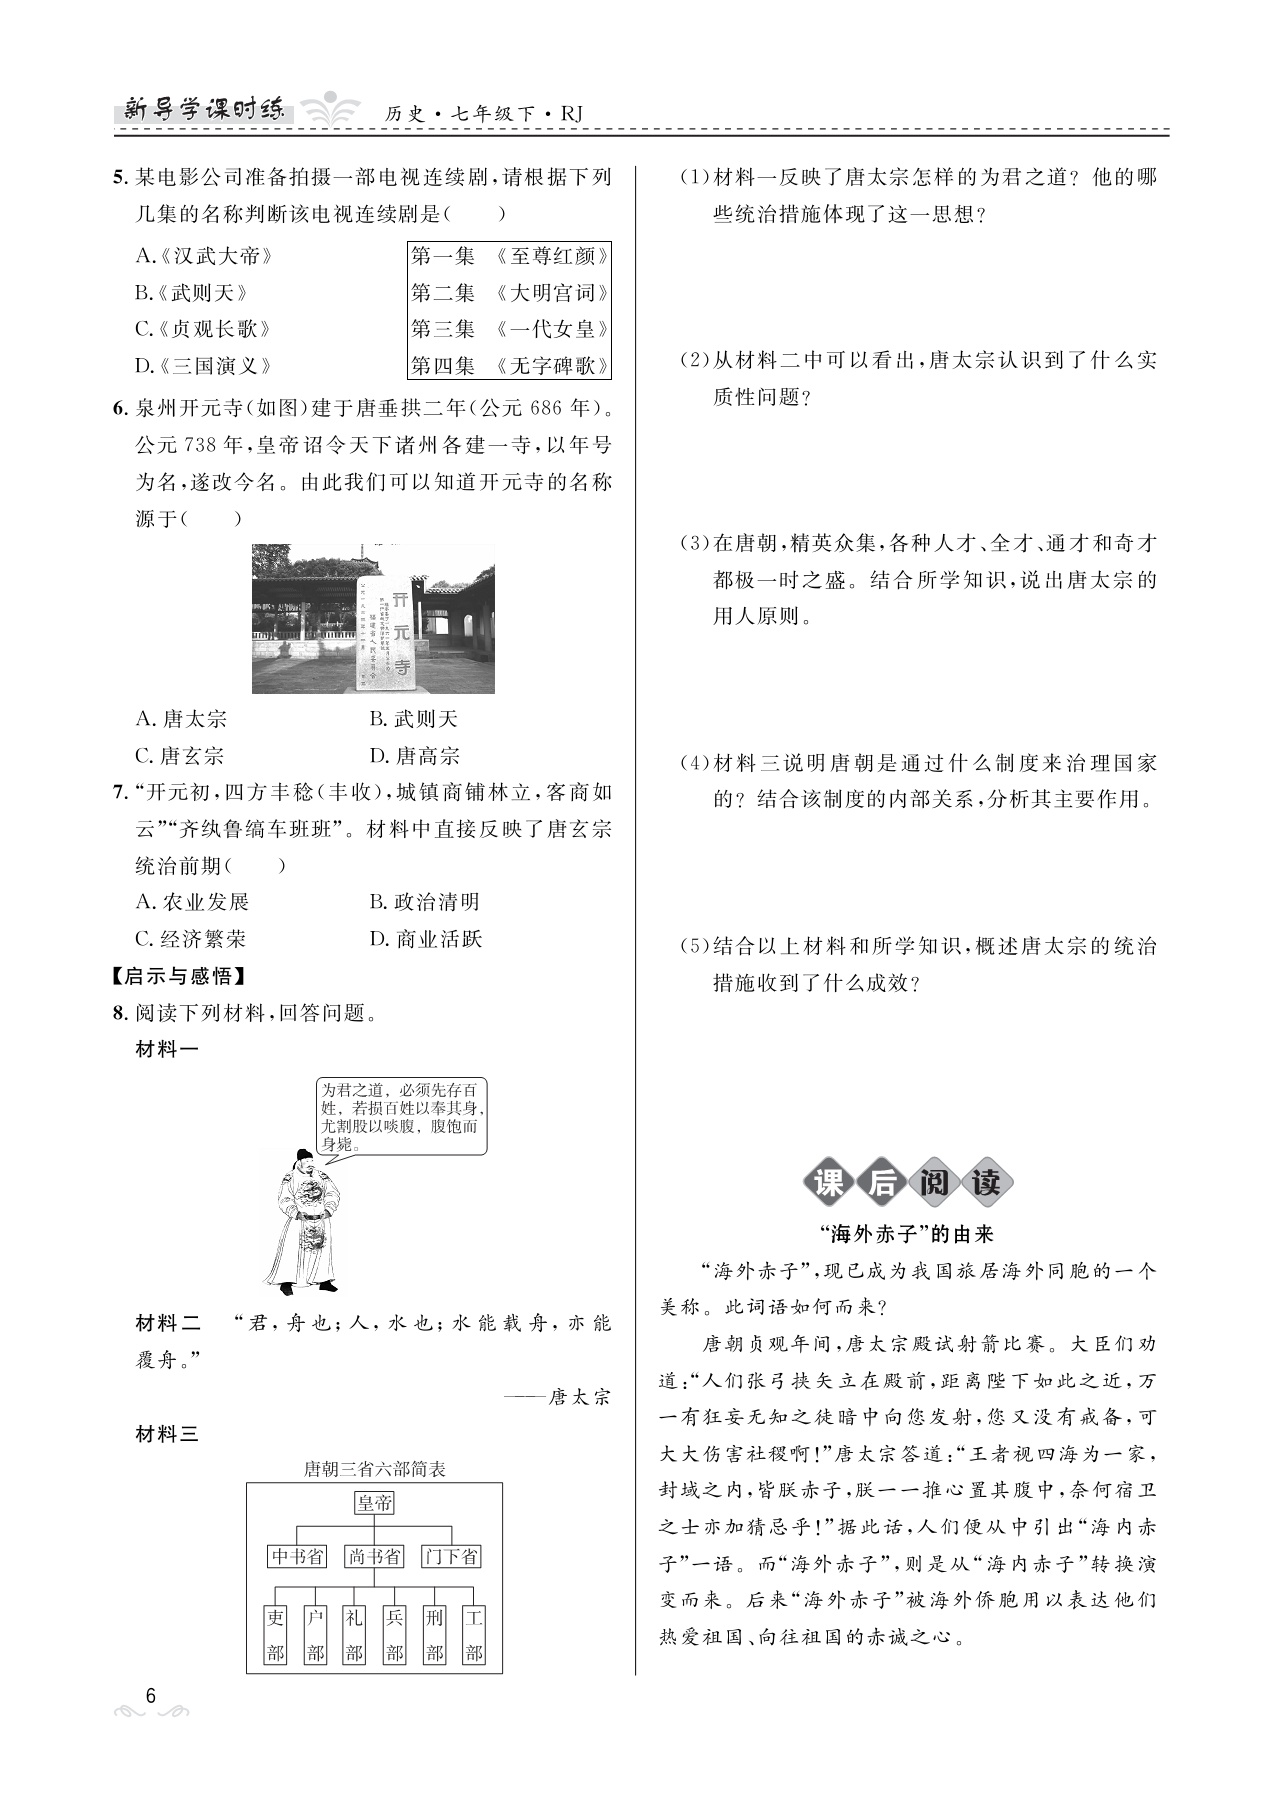 新导学课时练
历史·七年级下·RJ
5. 某电影公司准备拍摄一部电视连续剧,请根据下列
几集的名称判断该电视连续剧是(　　)
A.《汉武大帝》
B.《武则天》
C.《贞观长歌》
D.《三国演义》
第一集　《至尊红颜》
第二集　《大明宫词》
第三集　《一代女皇》
第四集　《无字碑歌》
6. 泉州开元寺(如图)建于唐垂拱二年(公元 686 年)。
公元 738 年,皇帝诏令天下诸州各建一寺,以年号
为名,遂改今名。由此我们可以知道开元寺的名称
源于(　　)
开元寺
A. 唐太宗　　B. 武则天
C. 唐玄宗　　D. 唐高宗
7. “开元初,四方丰稔(丰收),城镇商铺林立,客商如
云”“齐纨鲁缟车班班”。材料中直接反映了唐玄宗
统治前期(　　)
A. 农业发展　　B. 政治清明
C. 经济繁荣　　D. 商业活跃
【启示与感悟】
8. 阅读下列材料,回答问题。
材料一
为君之道，必须先存百
姓，若损百姓以奉其身，
尤割股以啖腹，腹饱而
身毙。
材料二　“君,舟也;人,水也;水能载舟,亦能
覆舟。”
——唐太宗
材料三
唐朝三省六部简表
皇帝
中书省　尚书省　门下省
吏部　户部　礼部　兵部　刑部　工部
6
(1)材料一反映了唐太宗怎样的为君之道？他的哪
些统治措施体现了这一思想？
(2)从材料二中可以看出,唐太宗认识到了什么实
质性问题？
(3)在唐朝,精英众集,各种人才、全才、通才和奇才
都极一时之盛。结合所学知识,说出唐太宗的
用人原则。
(4)材料三说明唐朝是通过什么制度来治理国家
的？结合该制度的内部关系,分析其主要作用。
(5)结合以上材料和所学知识,概述唐太宗的统治
措施收到了什么成效？
课后阅读
“海外赤子”的由来
“海外赤子”,现已成为我国旅居海外同胞的一个
美称。此词语如何而来？
唐朝贞观年间,唐太宗殿试射箭比赛。大臣们劝
道:“人们张弓挟矢立在殿前,距离陛下如此之近,万
一有狂妄无知之徒暗中向您发射,您又没有戒备,可
大大伤害社稷啊!”唐太宗答道:“王者视四海为一家,
封域之内,皆朕赤子,朕一一推心置其腹中,奈何宿卫
之士亦加猜忌乎!”据此话,人们便从中引出“海内赤
子”一语。而“海外赤子”,则是从“海内赤子”转换演
变而来。后来“海外赤子”被海外侨胞用以表达他们
热爱祖国、向往祖国的赤诚之心。